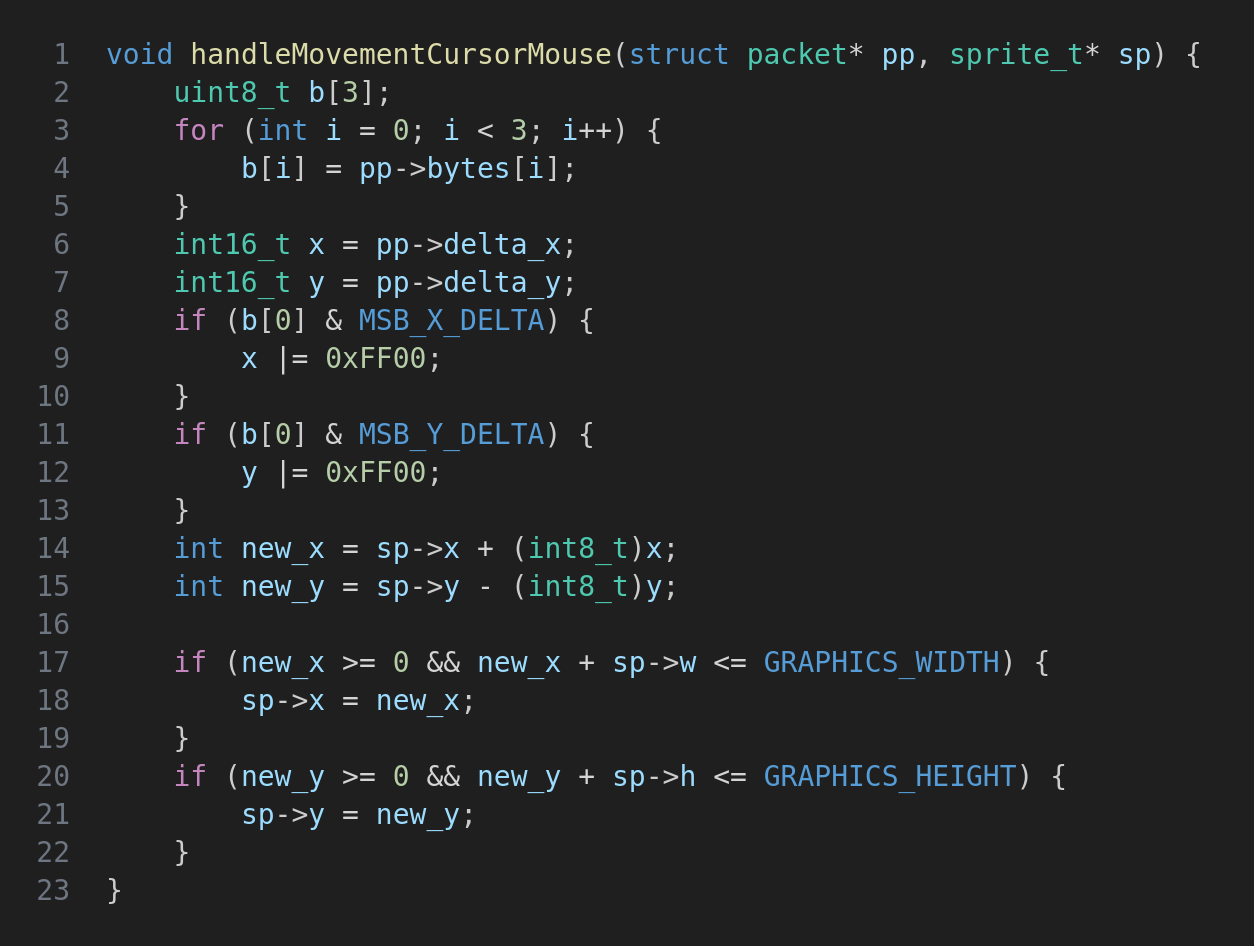 1 void handleMovementCursorMouse(struct packet* pp, sprite_t* sp) {
2     uint8_t b[3];
3     for (int i = 0; i < 3; i++) {
4         b[i] = pp->bytes[i];
5     }
6     int16_t x = pp->delta_x;
7     int16_t y = pp->delta_y;
8     if (b[0] & MSB_X_DELTA) {
9         x |= 0xFF00;
10     }
11     if (b[0] & MSB_Y_DELTA) {
12         y |= 0xFF00;
13     }
14     int new_x = sp->x + (int8_t)x;
15     int new_y = sp->y - (int8_t)y;
16
17     if (new_x >= 0 && new_x + sp->w <= GRAPHICS_WIDTH) {
18         sp->x = new_x;
19     }
20     if (new_y >= 0 && new_y + sp->h <= GRAPHICS_HEIGHT) {
21         sp->y = new_y;
22     }
23 }